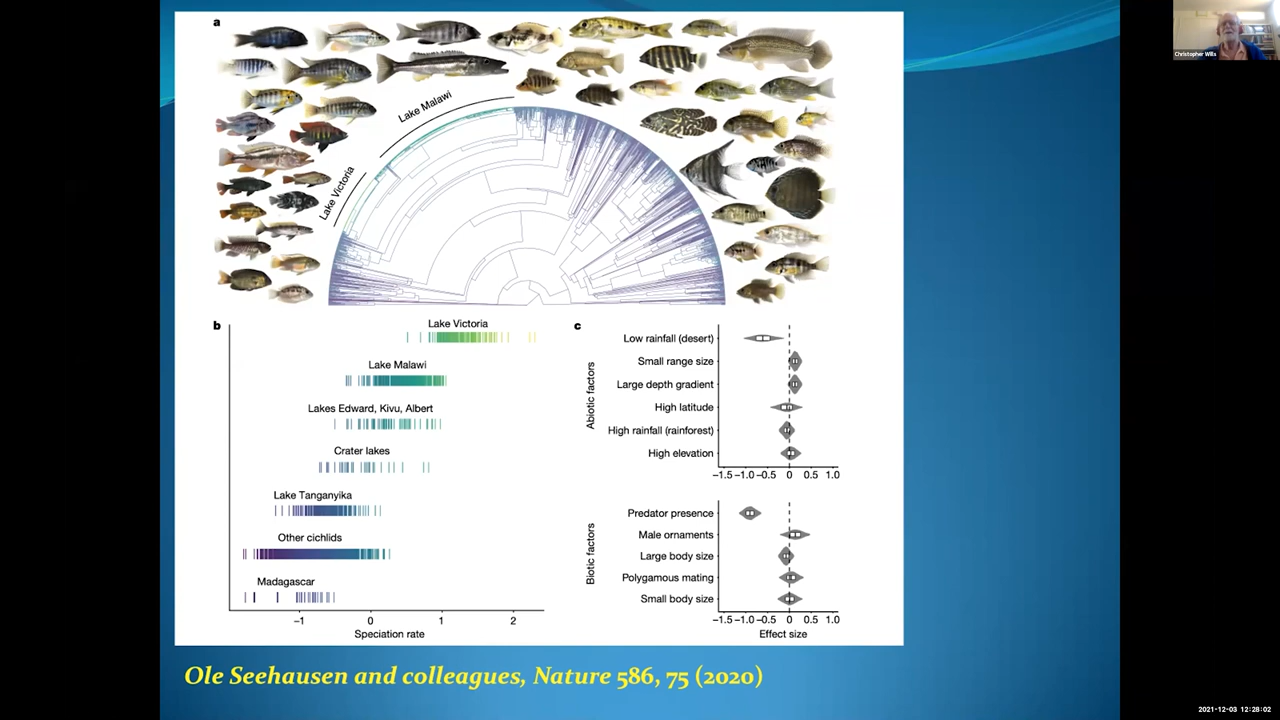 a
Lake Malawi
Lake Victoria
b
Lake Victoria
Lake Malawi
Lakes Edward, Kivu, Albert
Crater lakes
Lake Tanganyika
Other cichlids
Madagascar
−1 0 1 2
Speciation rate
c
Abiotic factors
Low rainfall (desert)
Small range size
Large depth gradient
High latitude
High rainfall (rainforest)
High elevation
−1.5 −1.0 −0.5 0 0.5 1.0
Biotic factors
Predator presence
Male ornaments
Large body size
Polygamous mating
Small body size
−1.5 −1.0 −0.5 0 0.5 1.0
Effect size
Ole Seehausen and colleagues, Nature 586, 75 (2020)
Christopher Wills
2021-12-03 12:28:02